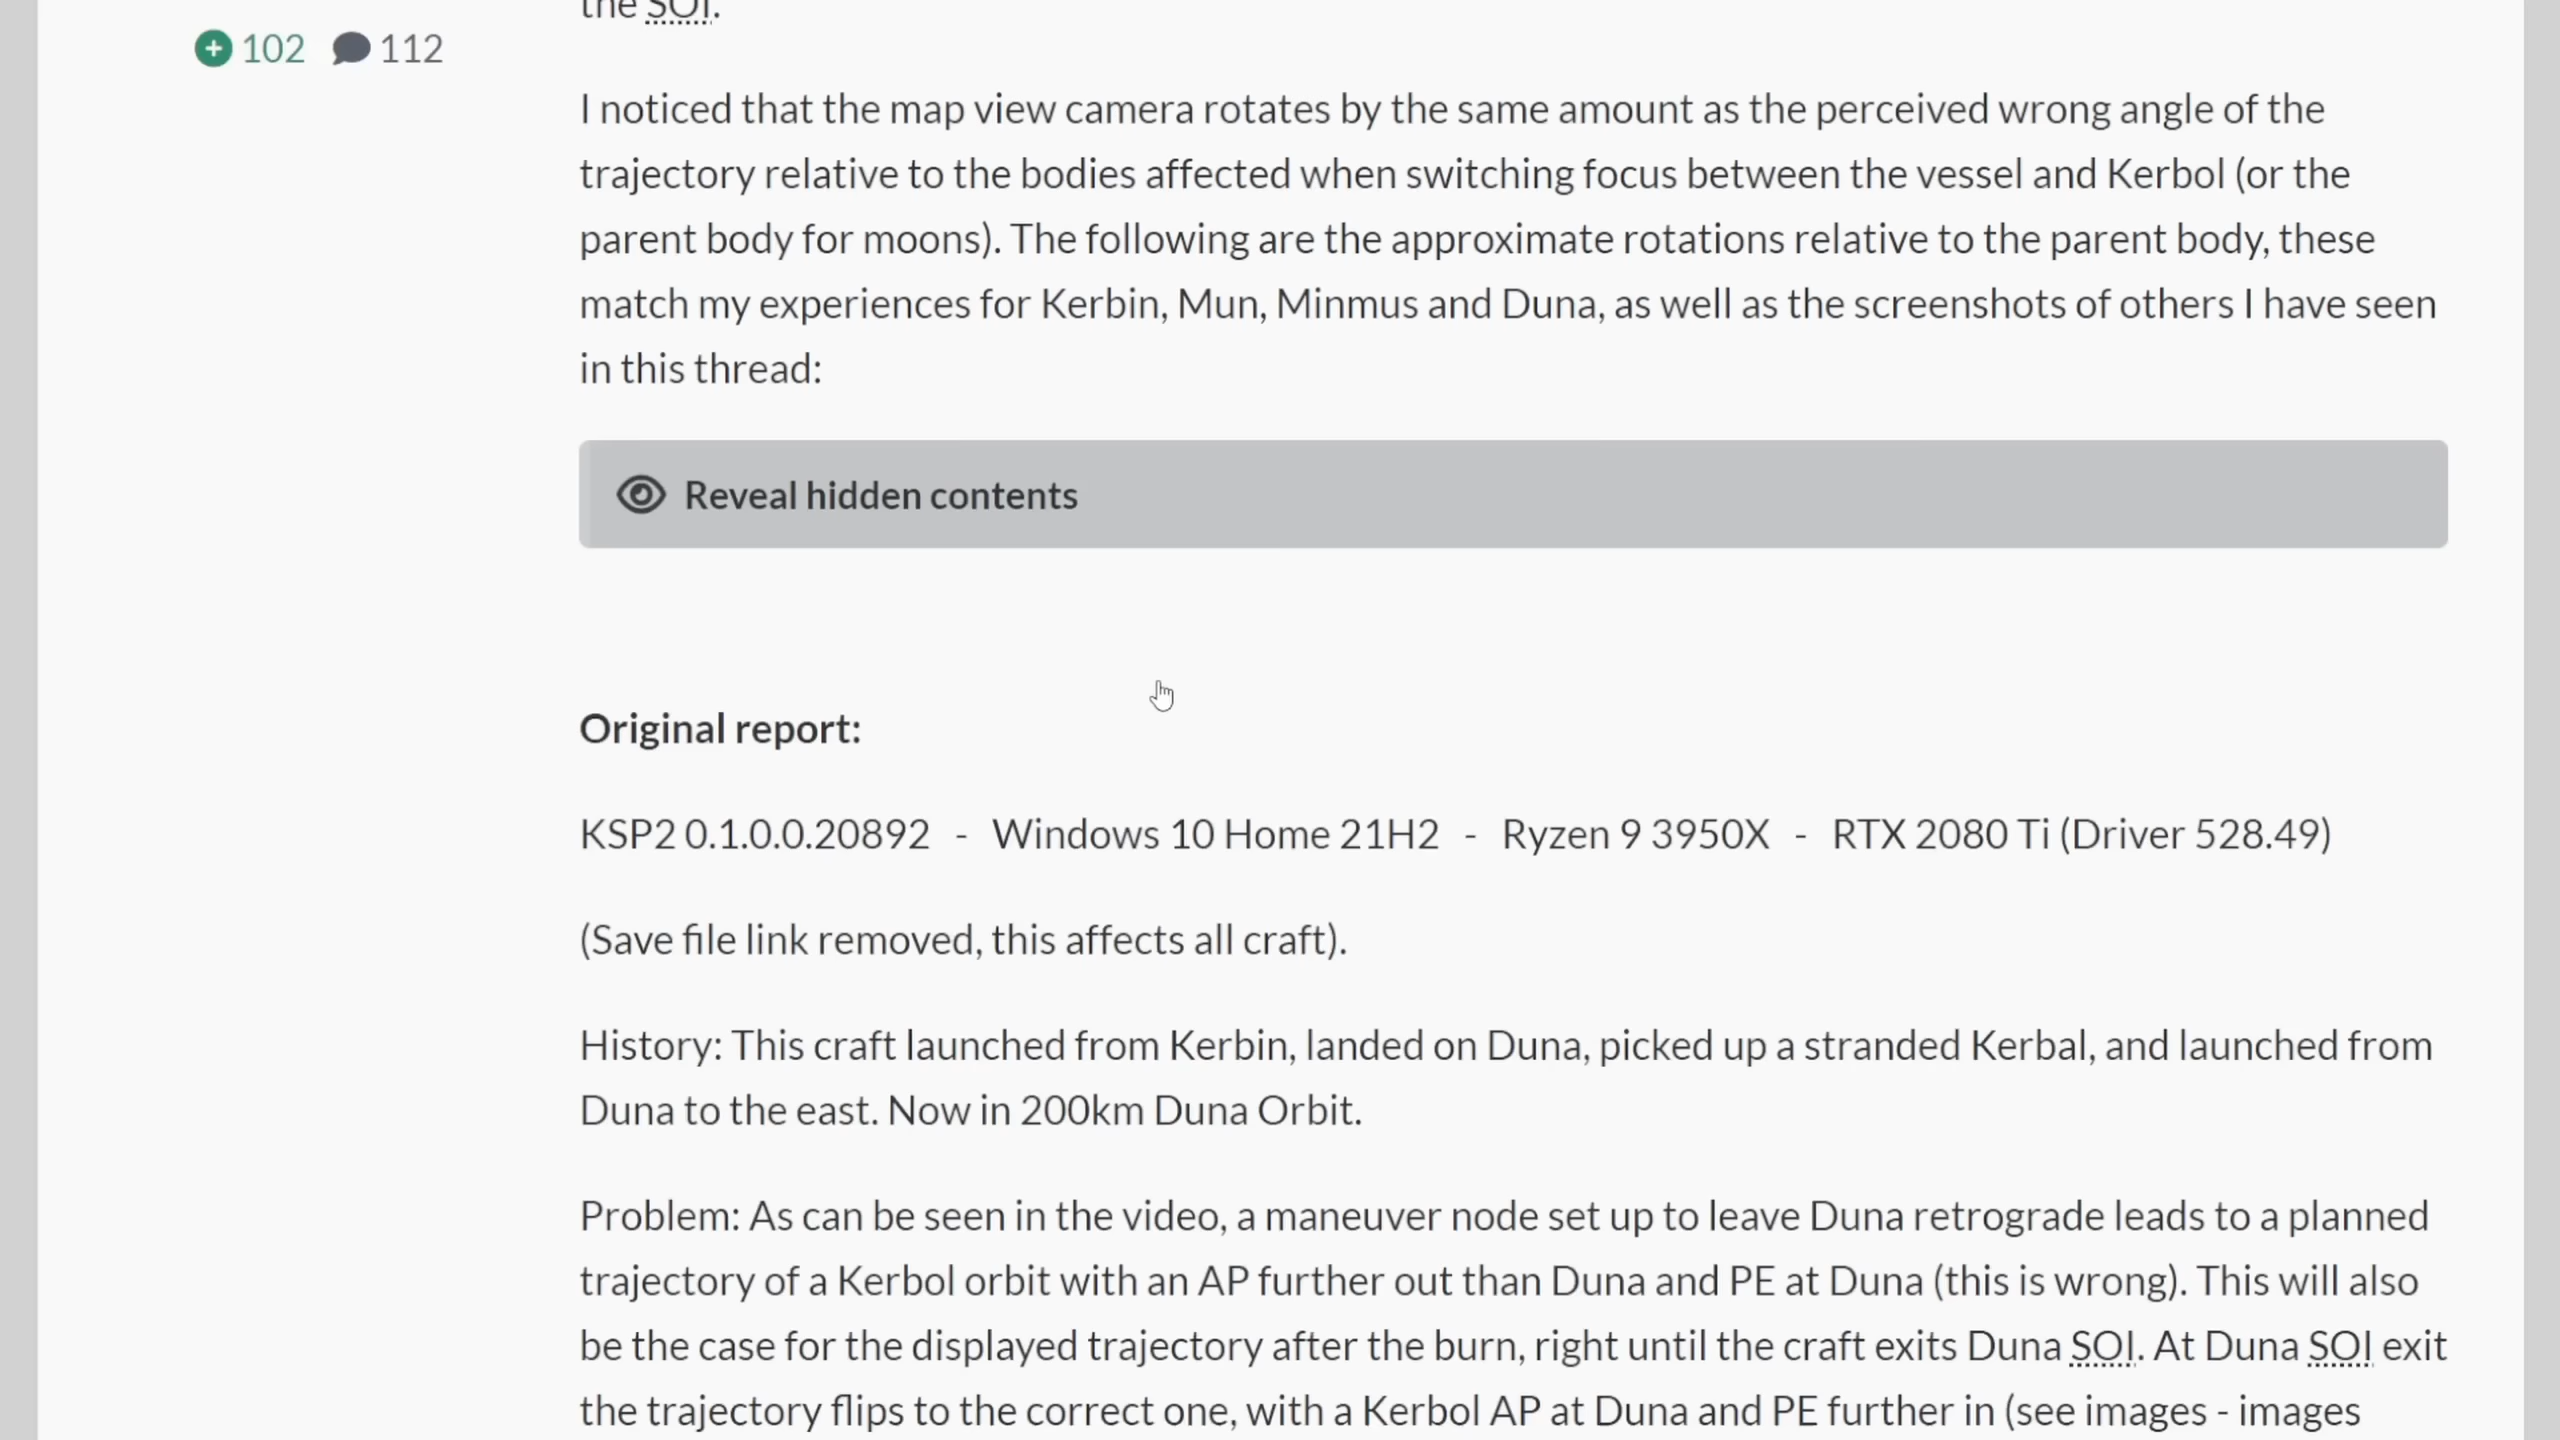 the SOI.
102 112
I noticed that the map view camera rotates by the same amount as the perceived wrong angle of the
trajectory relative to the bodies affected when switching focus between the vessel and Kerbol (or the
parent body for moons). The following are the approximate rotations relative to the parent body, these
match my experiences for Kerbin, Mun, Minmus and Duna, as well as the screenshots of others I have seen
in this thread:
Reveal hidden contents
Original report:
KSP2 0.1.0.0.20892 - Windows 10 Home 21H2 - Ryzen 9 3950X - RTX 2080 Ti (Driver 528.49)
(Save file link removed, this affects all craft).
History: This craft launched from Kerbin, landed on Duna, picked up a stranded Kerbal, and launched from
Duna to the east. Now in 200km Duna Orbit.
Problem: As can be seen in the video, a maneuver node set up to leave Duna retrograde leads to a planned
trajectory of a Kerbol orbit with an AP further out than Duna and PE at Duna (this is wrong). This will also
be the case for the displayed trajectory after the burn, right until the craft exits Duna SOI. At Duna SOI exit
the trajectory flips to the correct one, with a Kerbol AP at Duna and PE further in (see images - images